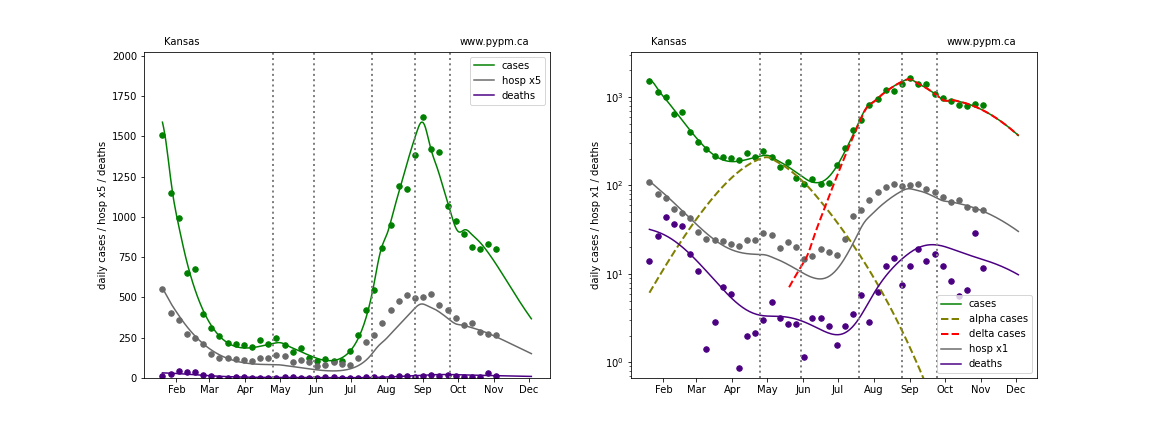 Kansas www.pypm.ca
2000
1750
1500
1250
1000
750
500
250
0
daily cases / hosp x5 / deaths
cases
hosp x5
deaths
Feb Mar Apr May Jun Jul Aug Sep Oct Nov Dec
Kansas www.pypm.ca
10³
10²
10¹
10⁰
daily cases / hosp x1 / deaths
cases
alpha cases
delta cases
hosp x1
deaths
Feb Mar Apr May Jun Jul Aug Sep Oct Nov Dec